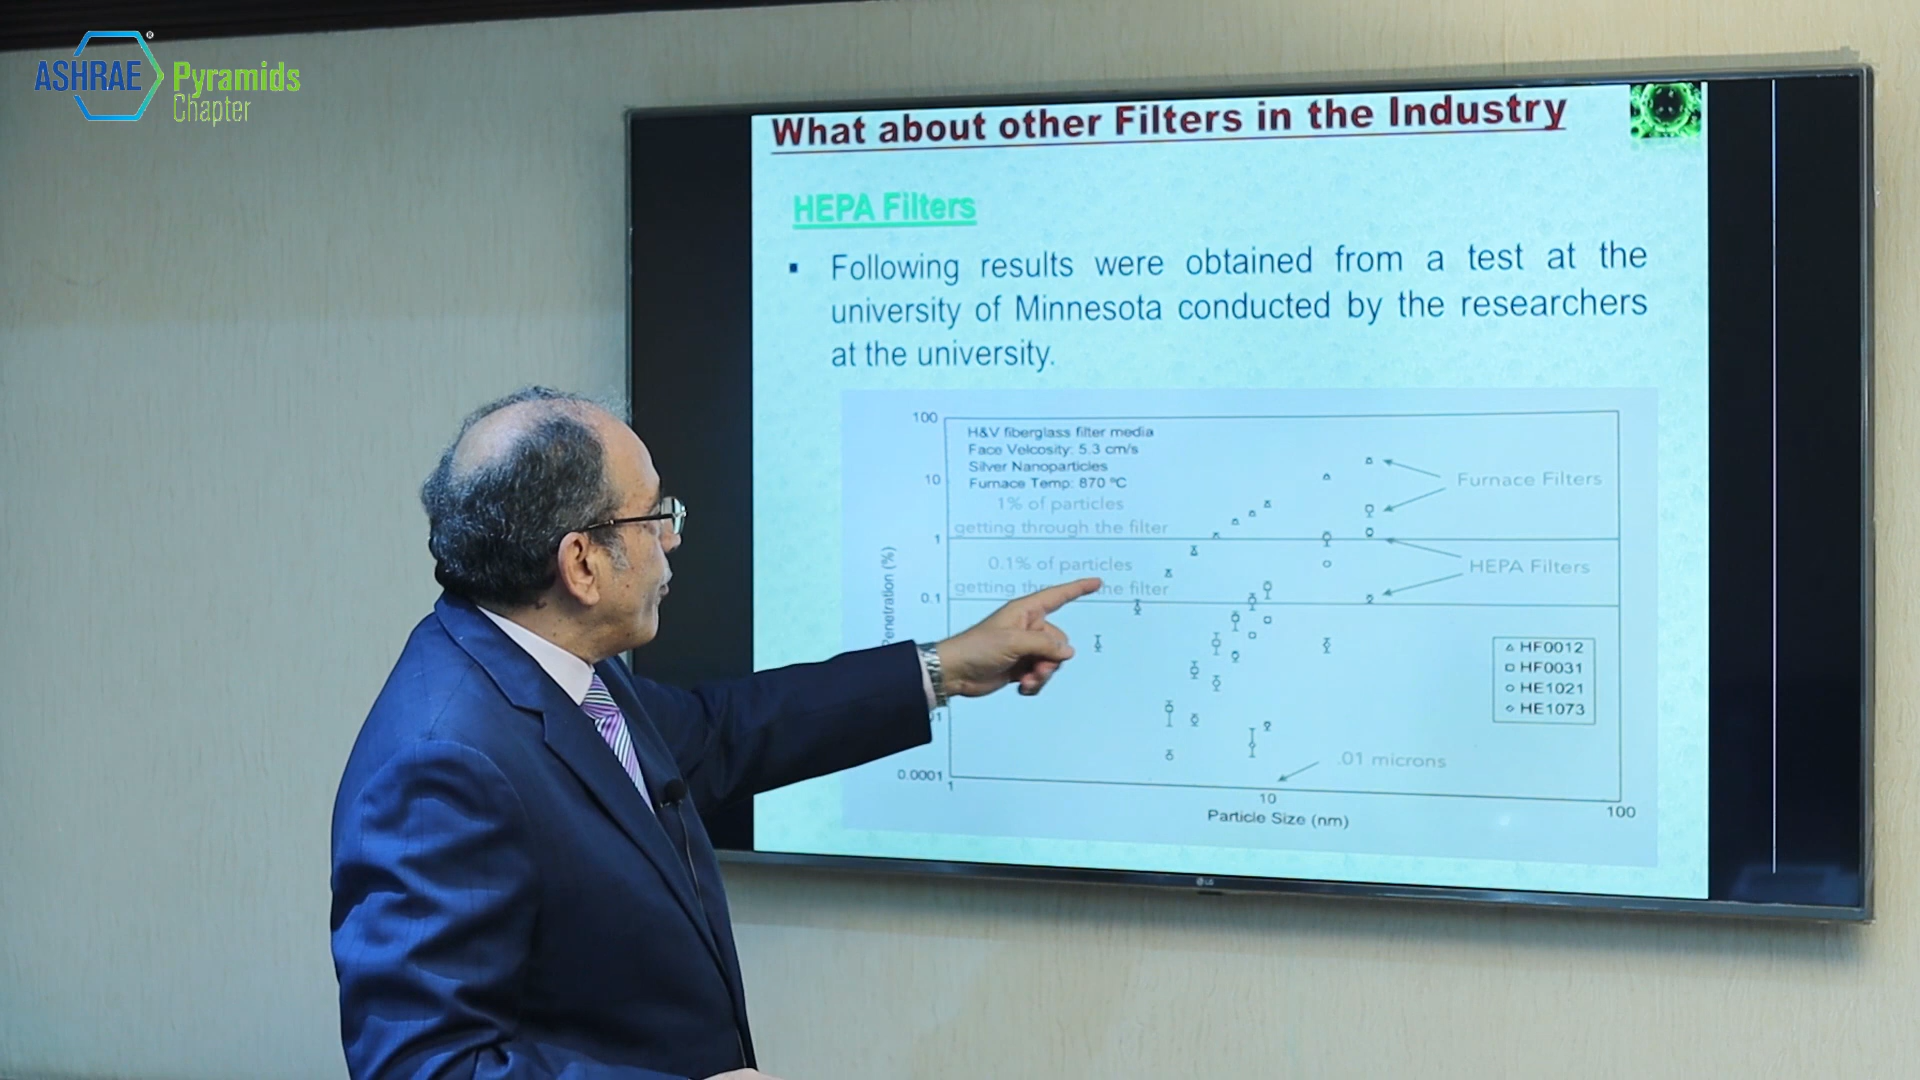 ASHRAE®
Pyramids
Chapter
What about other Filters in the Industry
HEPA Filters
▪ Following results were obtained from a test at the
university of Minnesota conducted by the researchers
at the university.
100
H&V fiberglass filter media
Face Velcosity: 5.3 cm/s
Silver Nanoparticles
Furnace Temp: 870 ºC
10
Furnace Filters
1% of particles
getting through the filter
1
0.1% of particles
HEPA Filters
getting the filter
0.1
(%)
HF0012
HF0031
HE1021
HE1073
.01 microns
0.0001
1
10
100
Particle Size (nm)
LG